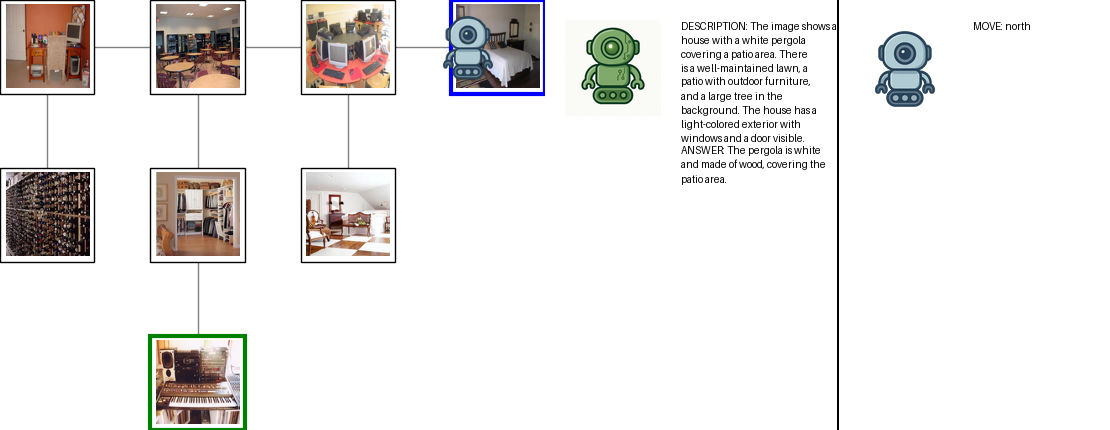 DESCRIPTION: The image shows a
house with a white pergola
covering a patio area. There
is a well-maintained lawn, a
patio with outdoor furniture,
and a large tree in the
background. The house has a
light-colored exterior with
windows and a door visible.
ANSWER: The pergola is white
and made of wood, covering the
patio area.
MOVE: north